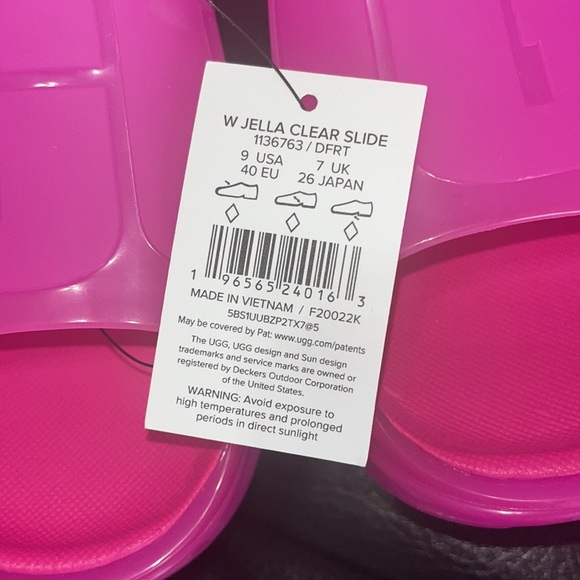 W JELLA CLEAR SLIDE
1136763 / DFRT
9 USA 7 UK
40 EU 26 JAPAN
1 96565 24016 3
MADE IN VIETNAM / F20022K
5BS1UUBZP2TX7@5
May be covered by Pat: www.ugg.com/patents
The UGG, UGG design and Sun design
trademarks and service marks are owned or
registered by Deckers Outdoor Corporation
of the United States.
WARNING: Avoid exposure to
high temperatures and prolonged
periods in direct sunlight